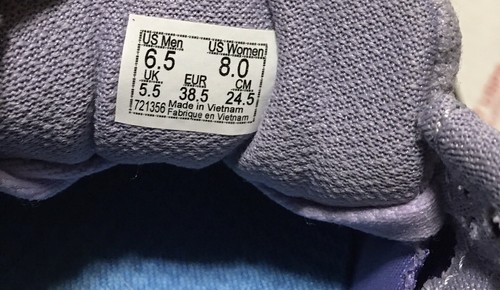 US Men US Women
6.5 8.0
UK EUR CM
5.5 38.5 24.5
721356 Made in Vietnam
Fabrique en Vietnam